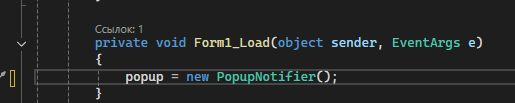 Ссылок: 1
private void Form1_Load(object sender, EventArgs e)
{
popup = new PopupNotifier();
}